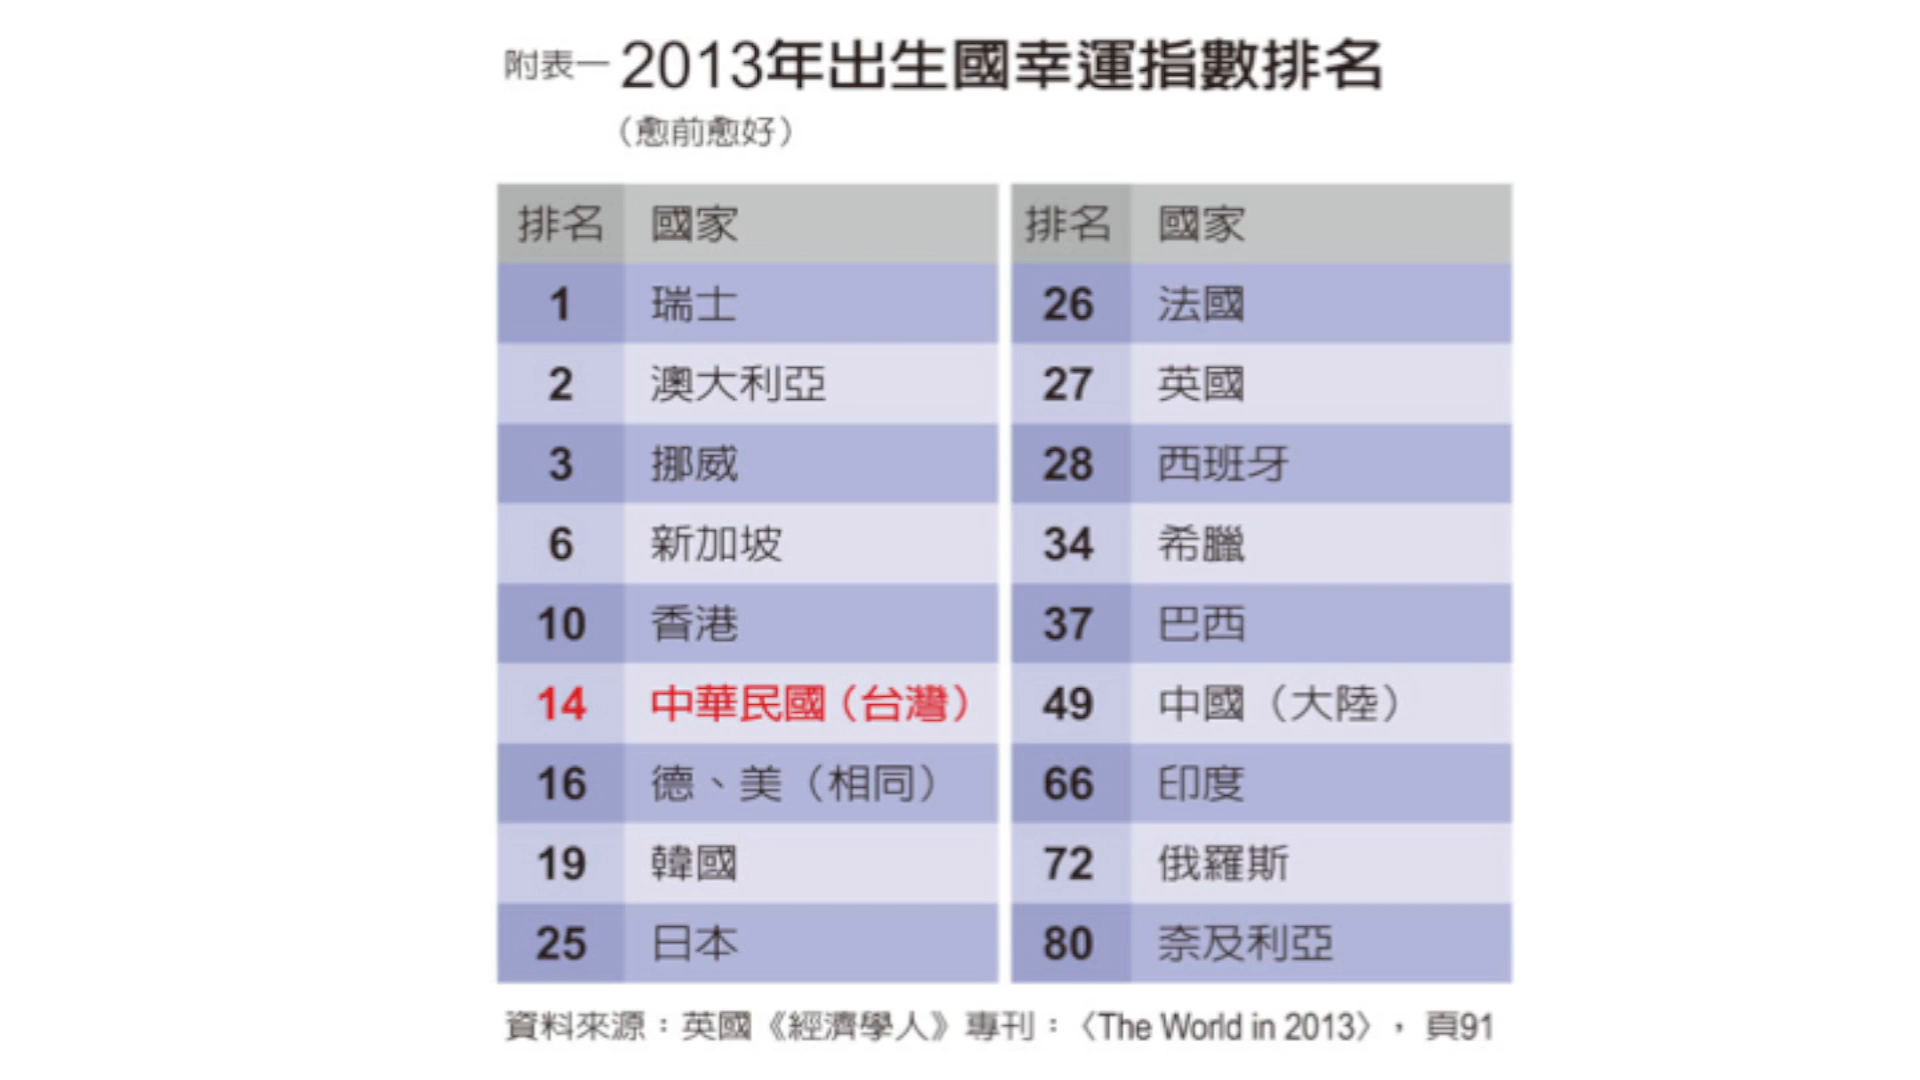 附表一 2013年出生國幸運指數排名
（愈前愈好）
排名 國家
1 瑞士
2 澳大利亞
3 挪威
6 新加坡
10 香港
14 中華民國（台灣）
16 德、美（相同）
19 韓國
25 日本
排名 國家
26 法國
27 英國
28 西班牙
34 希臘
37 巴西
49 中國（大陸）
66 印度
72 俄羅斯
80 奈及利亞
資料來源：英國《經濟學人》專刊：〈The World in 2013〉，頁91